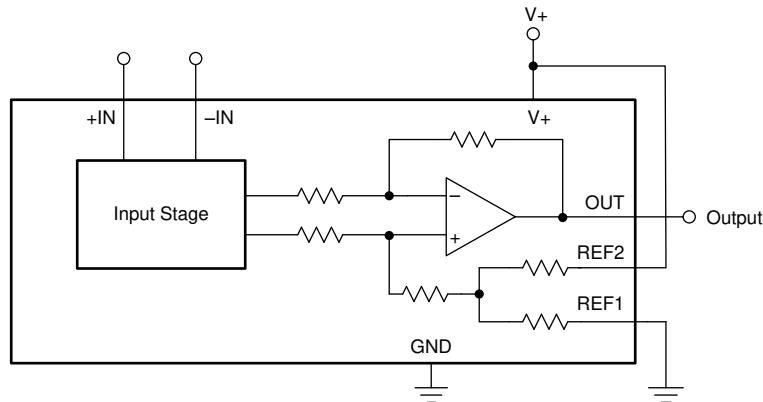 V+
+IN
–IN
V+
Input Stage
–
+
OUT
Output
REF2
REF1
GND